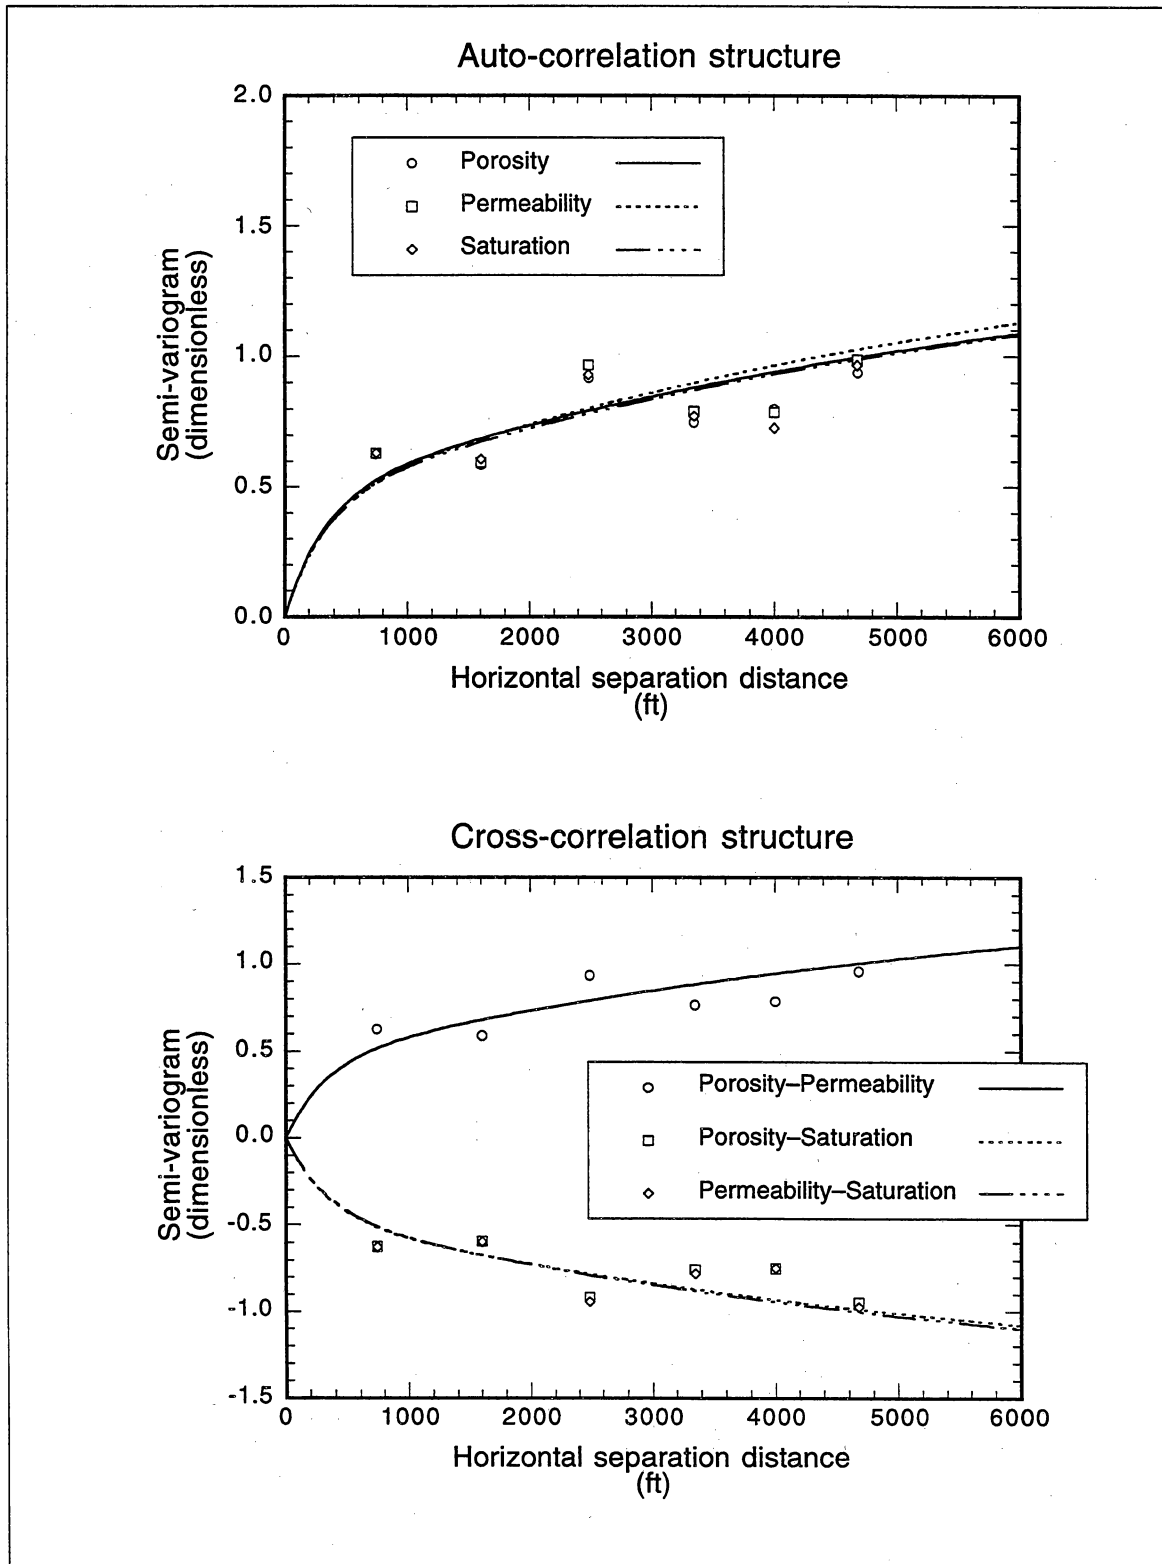 Auto-correlation structure
2.0
1.5
1.0
0.5
0.0
Semi-variogram
(dimensionless)
Porosity
Permeability
Saturation
0 1000 2000 3000 4000 5000 6000
Horizontal separation distance
(ft)
Cross-correlation structure
1.5
1.0
0.5
0.0
-0.5
-1.0
-1.5
Semi-variogram
(dimensionless)
Porosity–Permeability
Porosity–Saturation
Permeability–Saturation
0 1000 2000 3000 4000 5000 6000
Horizontal separation distance
(ft)